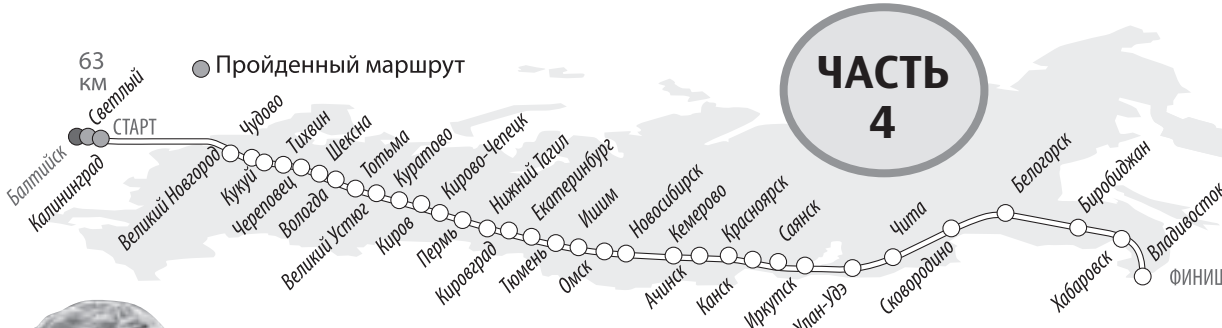 63
км
Пройденный маршрут
ЧАСТЬ
4
Балтийск
Светлый
Калининград
СТАРТ
Великий Новгород
Чудово
Кукуй
Тихвин
Череповец
Шексна
Вологда
Тотьма
Великий Устюг
Куратово
Киров
Кирово-Черецк
Пермь
Нижний Тагил
Кировград
Екатеринбург
Тюмень
Ишим
Омск
Новосибирск
Ачинск
Кемерово
Канск
Красноярск
Иркутск
Саянск
Улан-Удэ
Чита
Сковородино
Белогорск
Биробиджан
Хабаровск
Владивосток
ФИНИШ